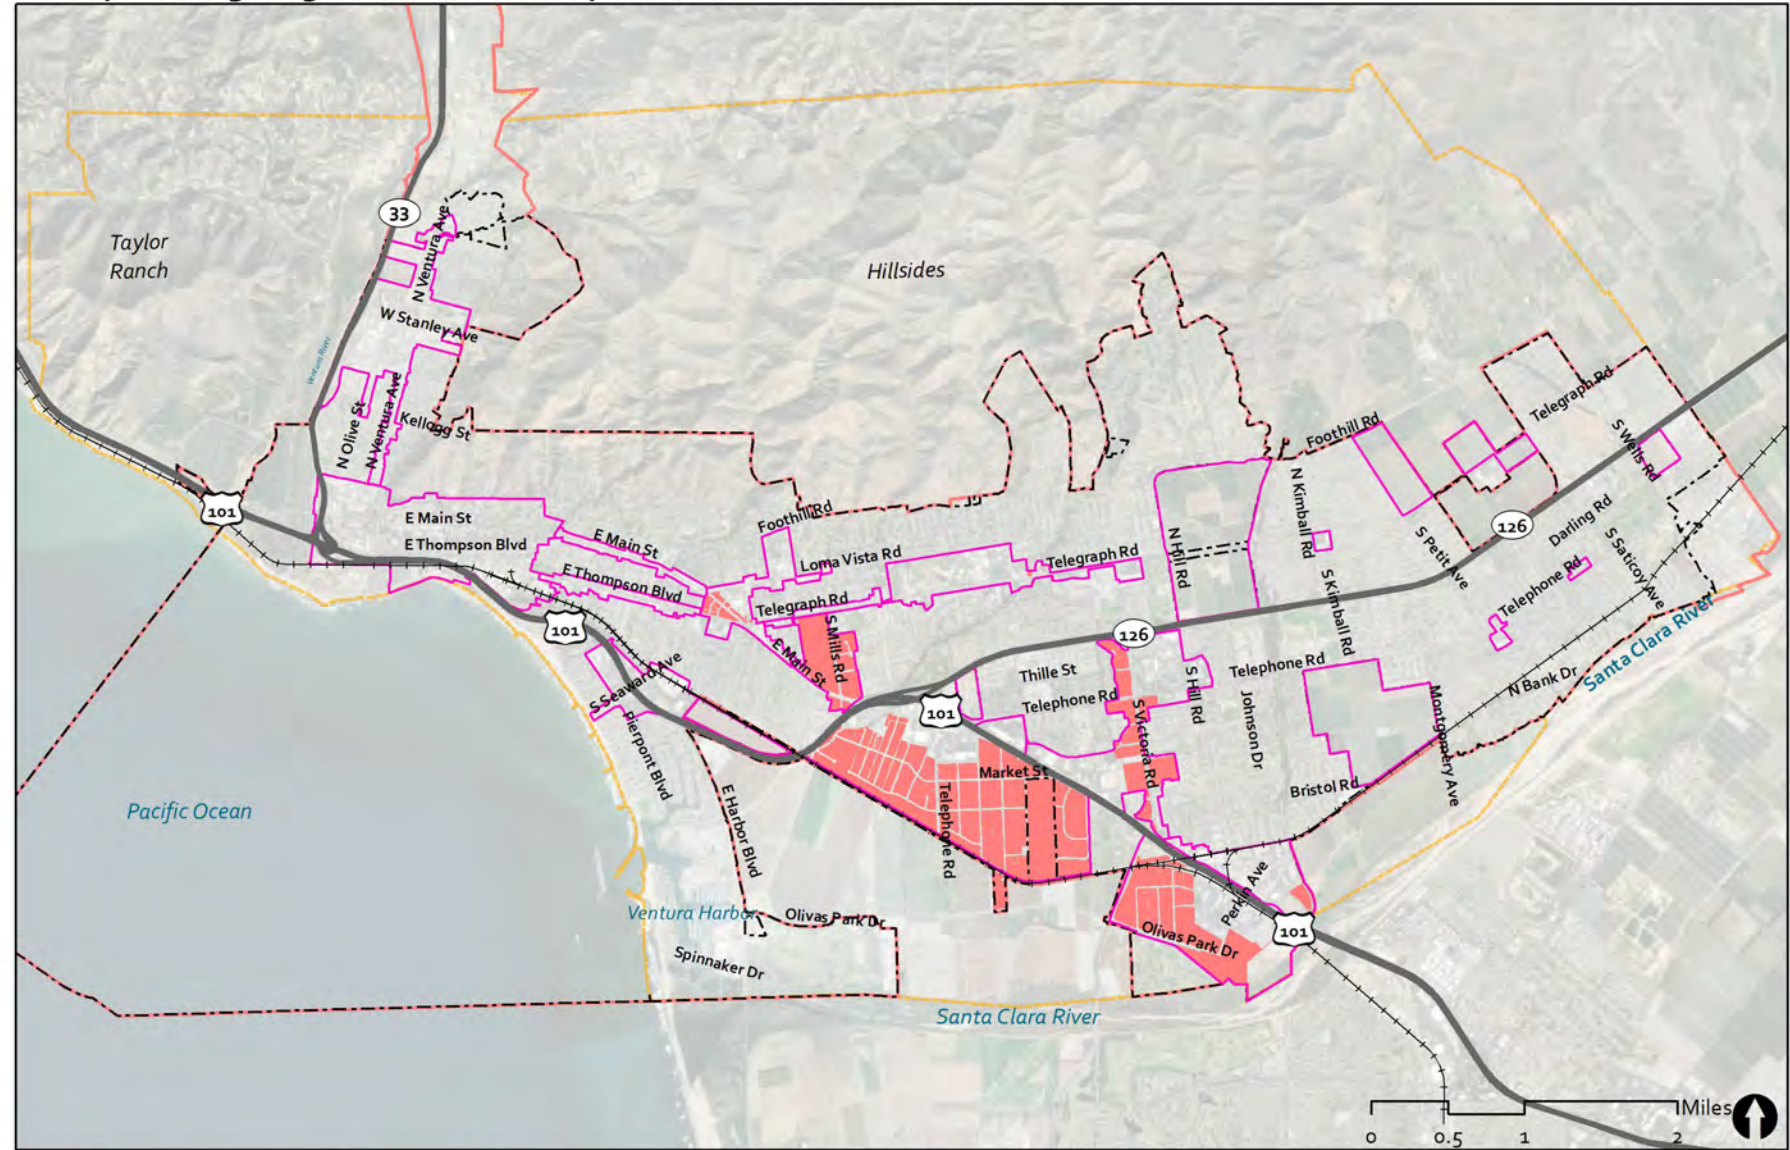 33
Taylor
Ranch
Hillsides
N Ventura Ave
W Stanley Ave
Ventura River
N Olive St
N Ventura Ave
Kellogg St
Foothill Rd
Telegraph Rd
S Wells Rd
101
E Main St
E Thompson Blvd
E Main St
Foothill Rd
Loma Vista Rd
Telegraph Rd
N Hill Rd
N Kimball Rd
S Petit Ave
126
Darling Rd
S Saticoy Ave
Telephone Rd
E Thompson Blvd
Telegraph Rd
S Kimball Rd
101
126
Santa Clara River
E Main St
S Mills Rd
S Seaward Ave
Thille St
Telephone Rd
S Hill Rd
Telephone Rd
N Bank Dr
101
Pierpont Blvd
S Victoria Rd
Johnson Dr
Montgomery Ave
Market St
Bristol Rd
Pacific Ocean
E Harbor Blvd
Telephone Rd
Perkin Ave
Ventura Harbor
Olivas Park Dr
Olivas Park Dr
101
Spinnaker Dr
Santa Clara River
Miles
0 0.5 1 2